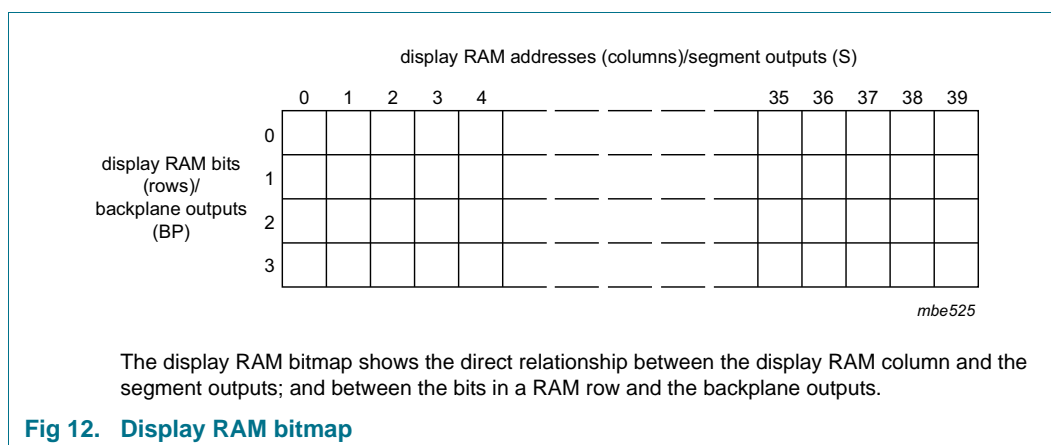 display RAM addresses (columns)/segment outputs (S)
0 1 2 3 4 35 36 37 38 39
0
display RAM bits
1
(rows)/
backplane outputs
2
(BP)
3
mbe525
The display RAM bitmap shows the direct relationship between the display RAM column and the
segment outputs; and between the bits in a RAM row and the backplane outputs.
Fig 12. Display RAM bitmap